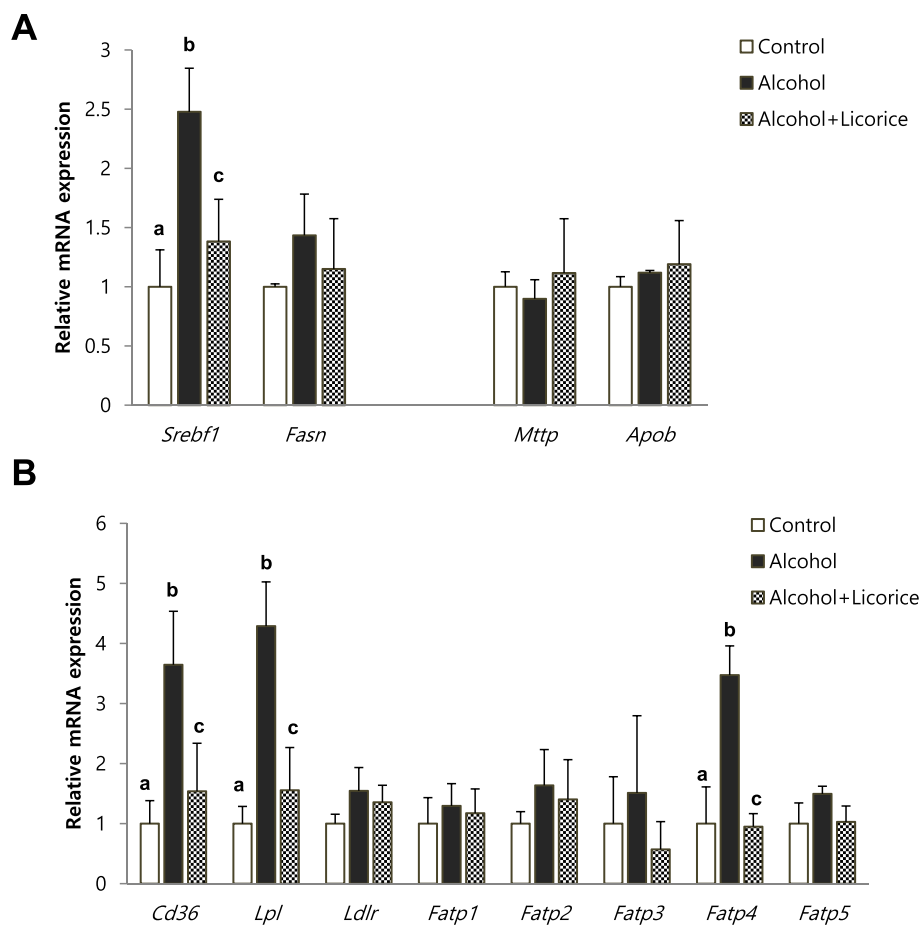 A
Relative mRNA expression
3
2.5
2
1.5
1
0.5
0
b
c
a
Control
Alcohol
Alcohol+Licorice
Srebf1 Fasn Mttp Apob
B
Relative mRNA expression
6
5
4
3
2
1
0
a b c
a b c
a b c
Control
Alcohol
Alcohol+Licorice
Cd36 Lpl Ldlr Fatp1 Fatp2 Fatp3 Fatp4 Fatp5